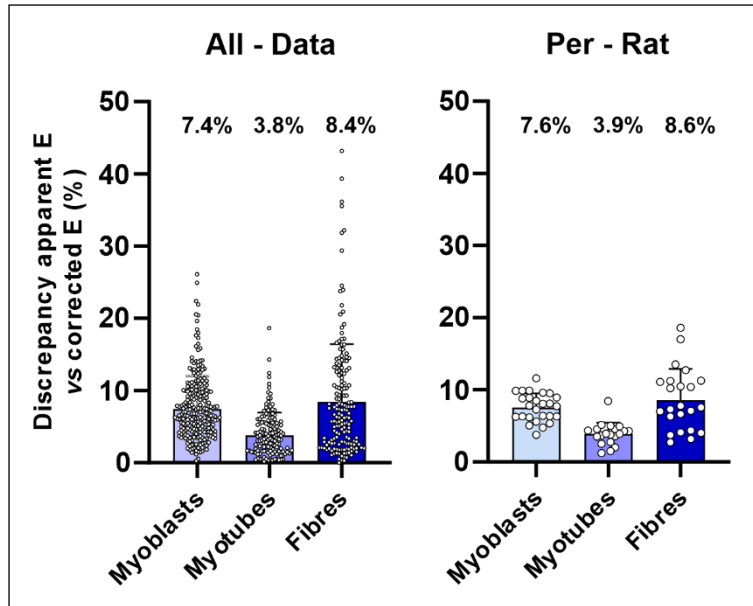 All - Data
Per - Rat
Discrepancy apparent E
vs corrected E (%)
50
40
30
20
10
0
7.4% 3.8% 8.4%
Myoblasts
Myotubes
Fibres
50
40
30
20
10
0
7.6% 3.9% 8.6%
Myoblasts
Myotubes
Fibres